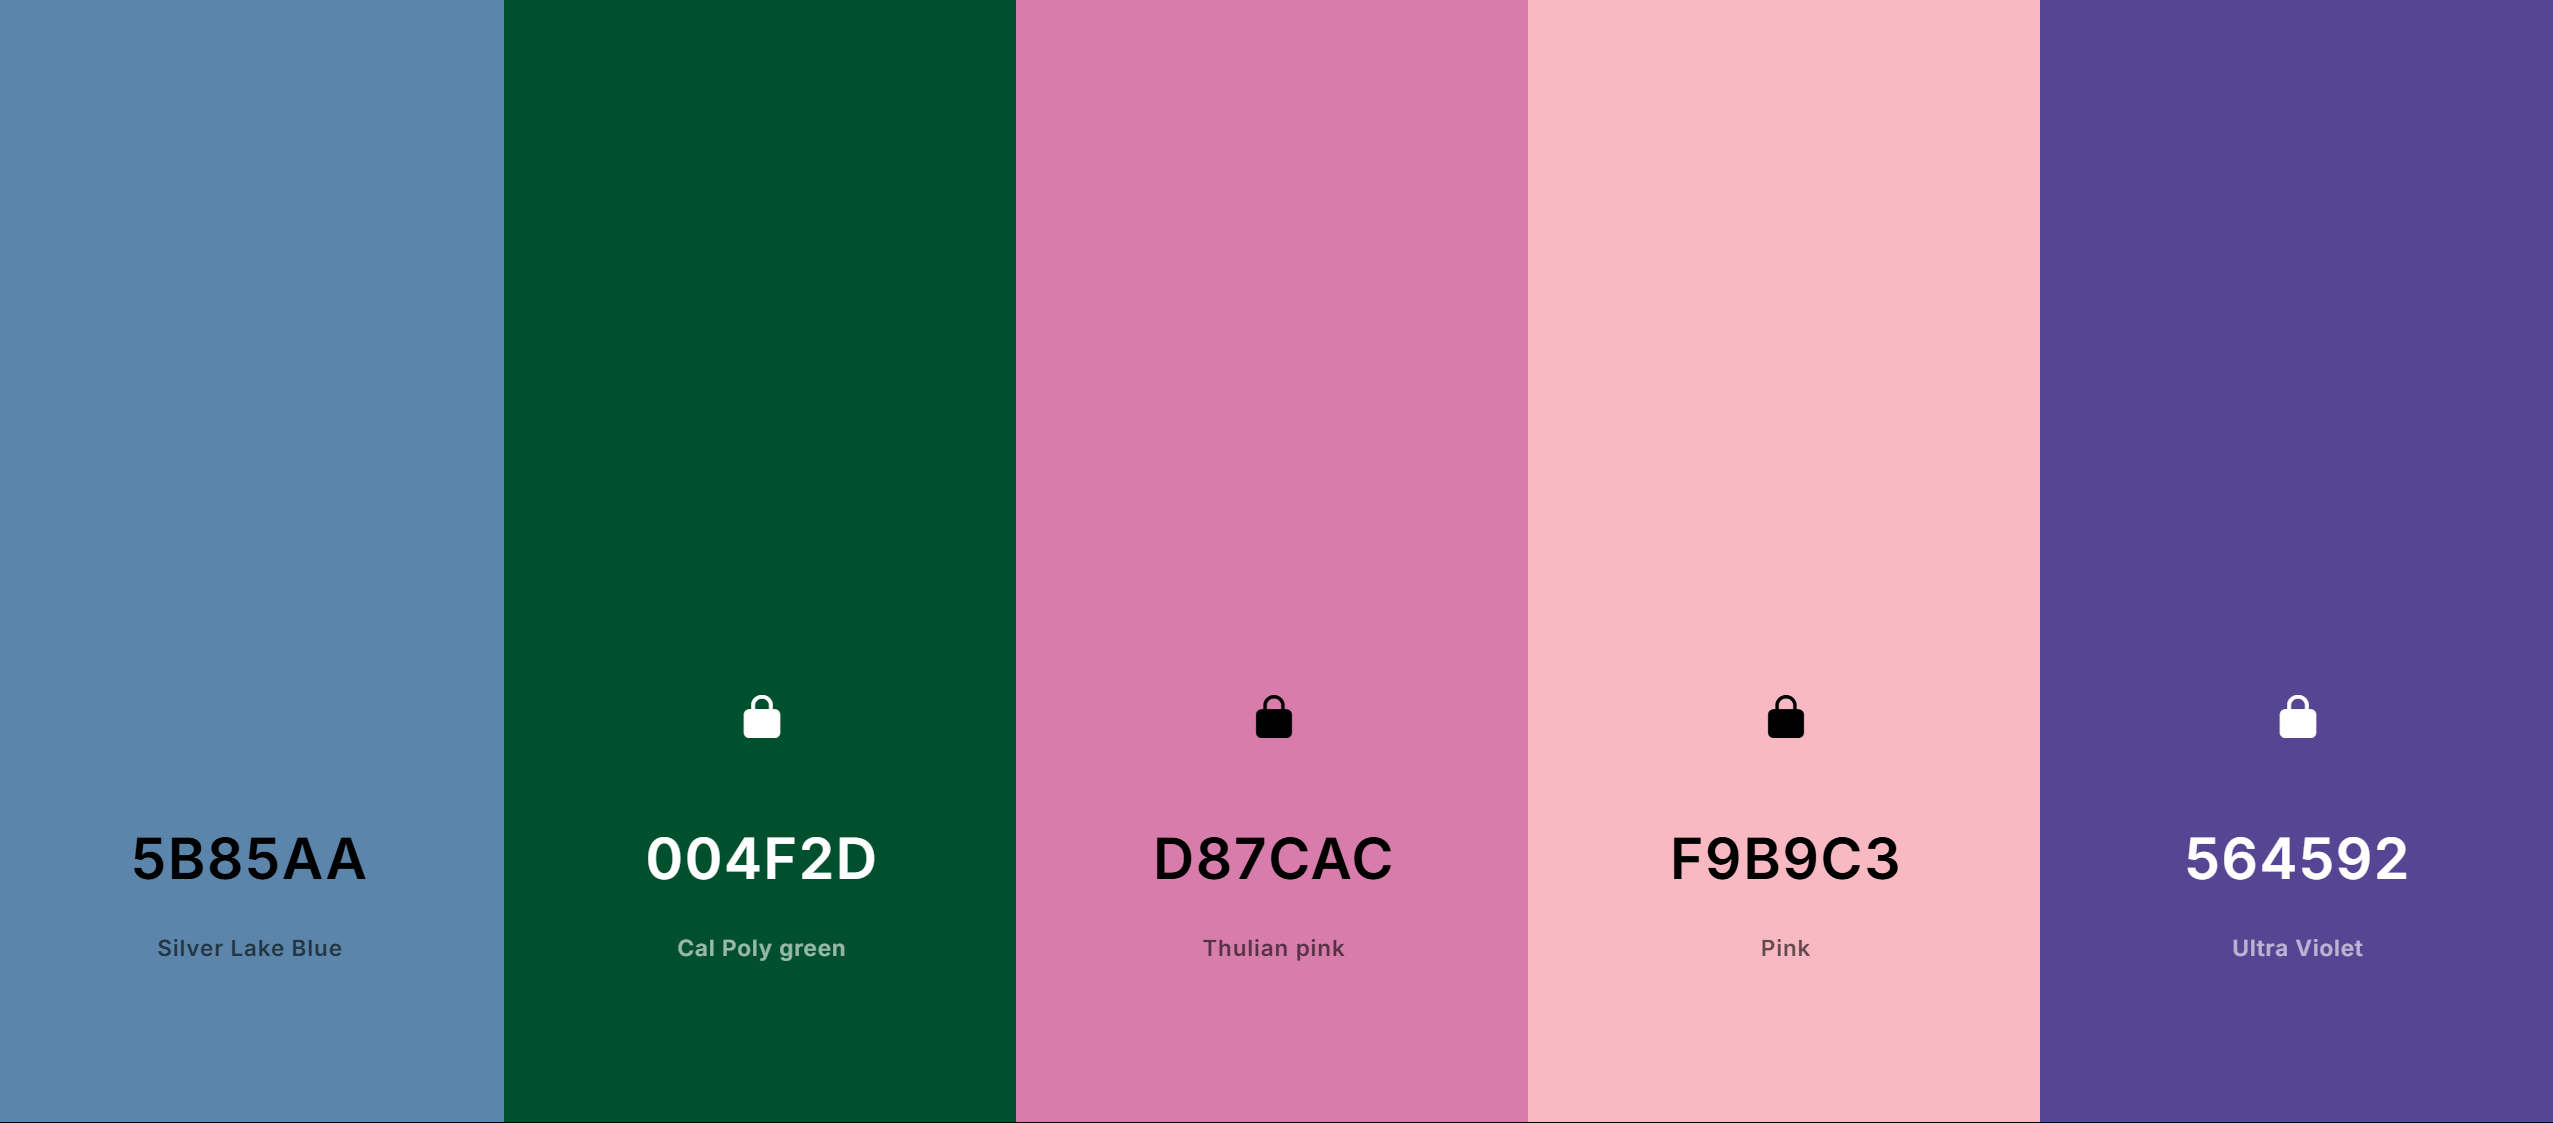 5B85AA
Silver Lake Blue
004F2D
Cal Poly green
D87CAC
Thulian pink
F9B9C3
Pink
564592
Ultra Violet